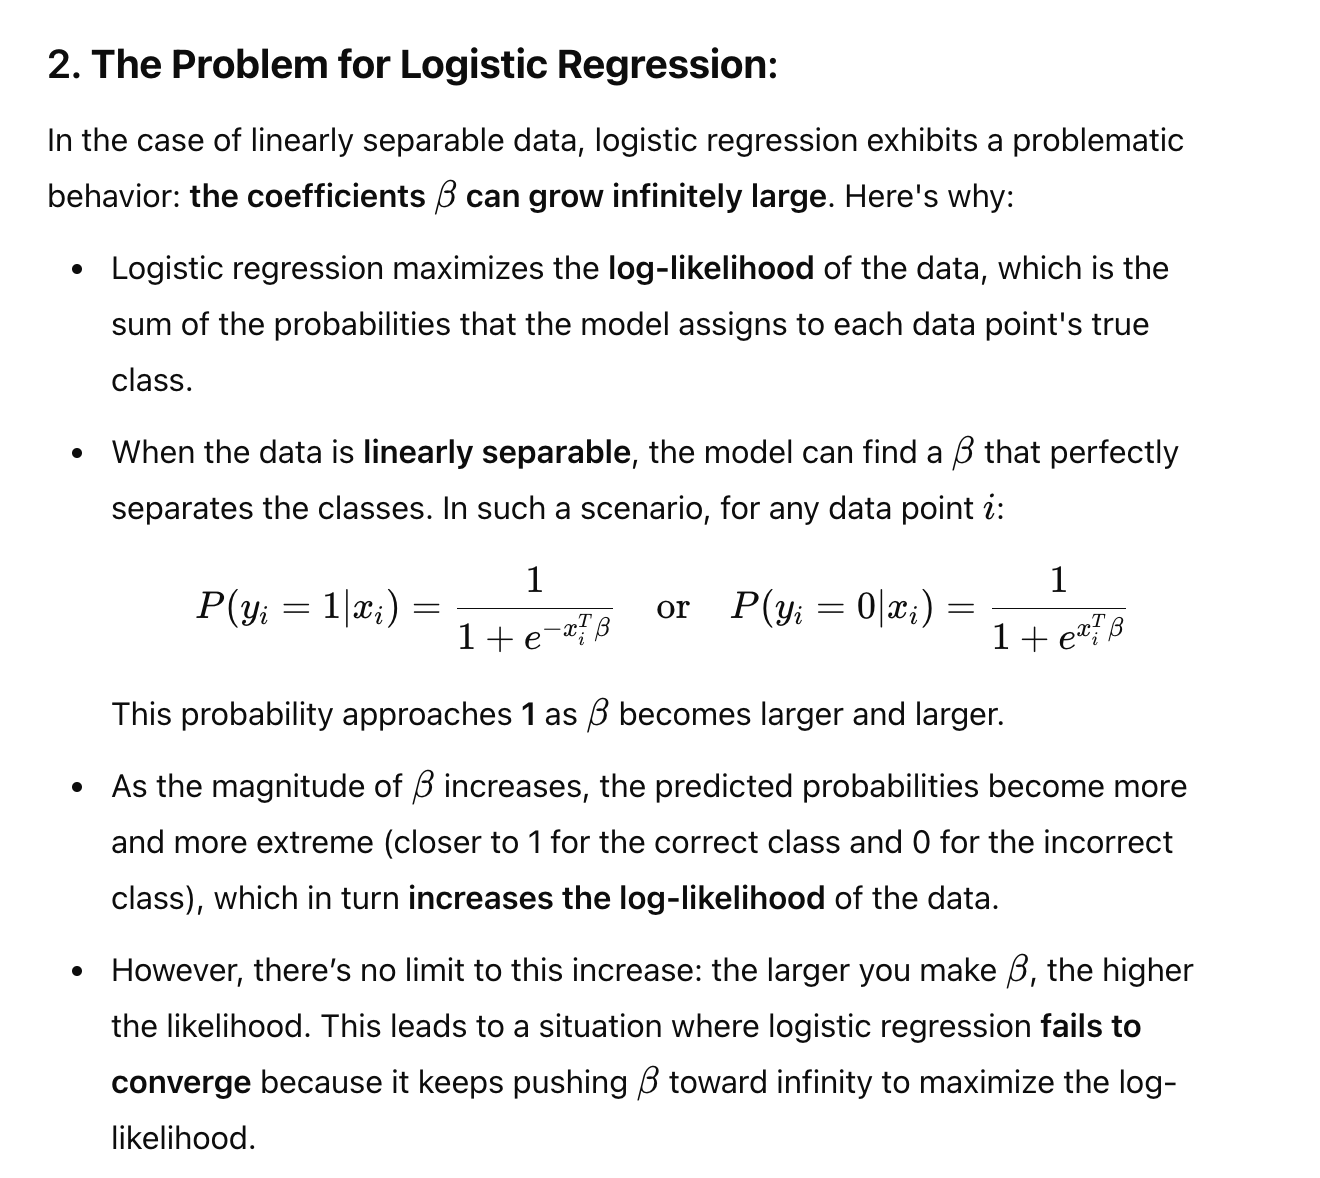 2. The Problem for Logistic Regression:
In the case of linearly separable data, logistic regression exhibits a problematic
behavior: the coefficients β can grow infinitely large. Here's why:
• Logistic regression maximizes the log-likelihood of the data, which is the
sum of the probabilities that the model assigns to each data point's true
class.
• When the data is linearly separable, the model can find a β that perfectly
separates the classes. In such a scenario, for any data point i:
P(y_i = 1|x_i) = \frac{1}{1 + e^{-x_i^T β}} or P(y_i = 0|x_i) = \frac{1}{1 + e^{x_i^T β}}
This probability approaches 1 as β becomes larger and larger.
• As the magnitude of β increases, the predicted probabilities become more
and more extreme (closer to 1 for the correct class and 0 for the incorrect
class), which in turn increases the log-likelihood of the data.
• However, there’s no limit to this increase: the larger you make β, the higher
the likelihood. This leads to a situation where logistic regression fails to
converge because it keeps pushing β toward infinity to maximize the log-
likelihood.